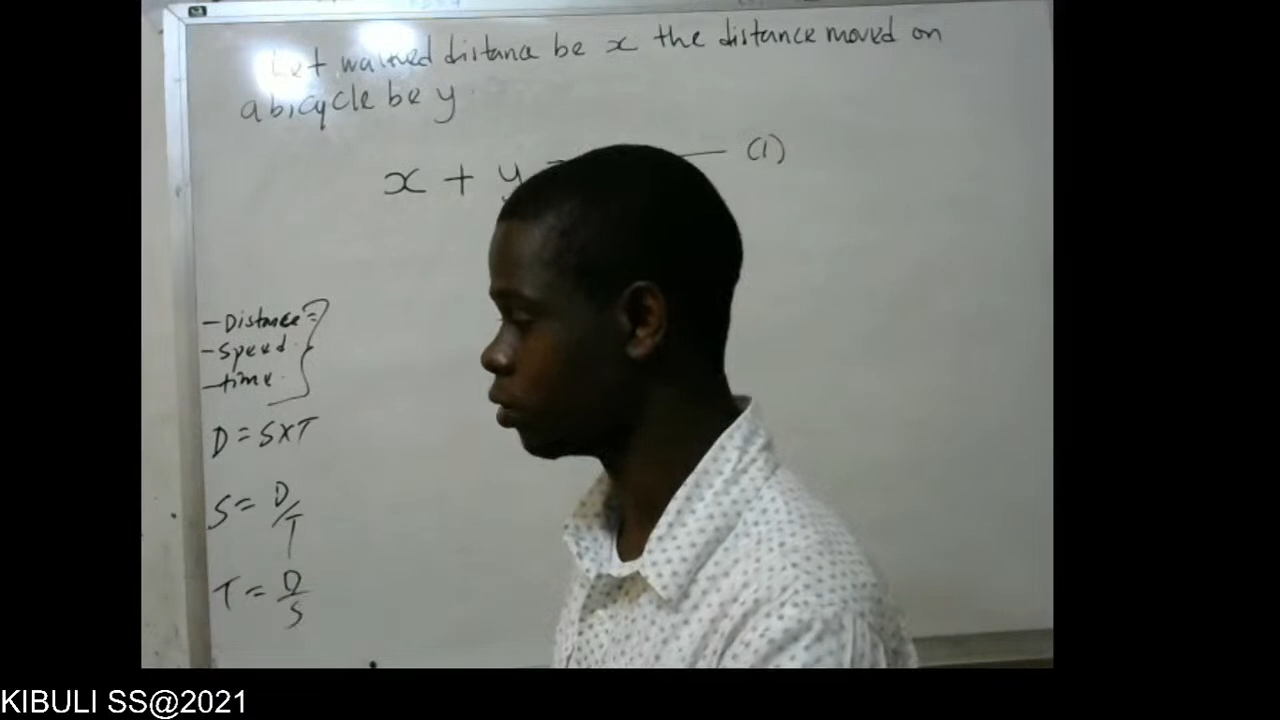 Let walked distance be x the distance moved on
a bicycle be y.
x + y = (1)
- Distance =
- Speed
- time
D = S X T
S = D/T
T = D/S
KIBULI SS@2021